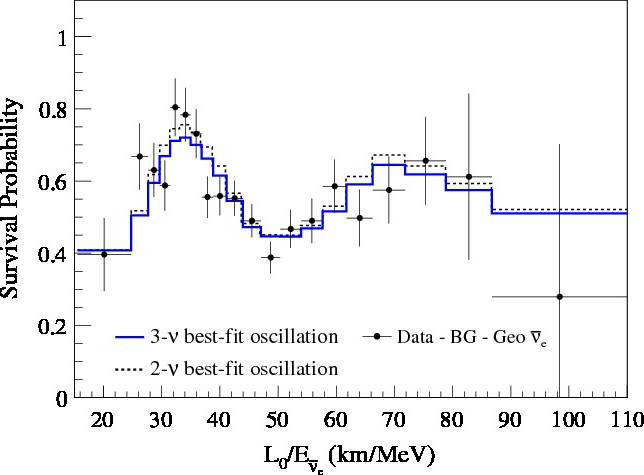 Survival Probability
1
0.8
0.6
0.4
0.2
0
3-ν best-fit oscillation
Data - BG - Geo ν̅e
2-ν best-fit oscillation
20 30 40 50 60 70 80 90 100 110
L0/Eν̅e (km/MeV)